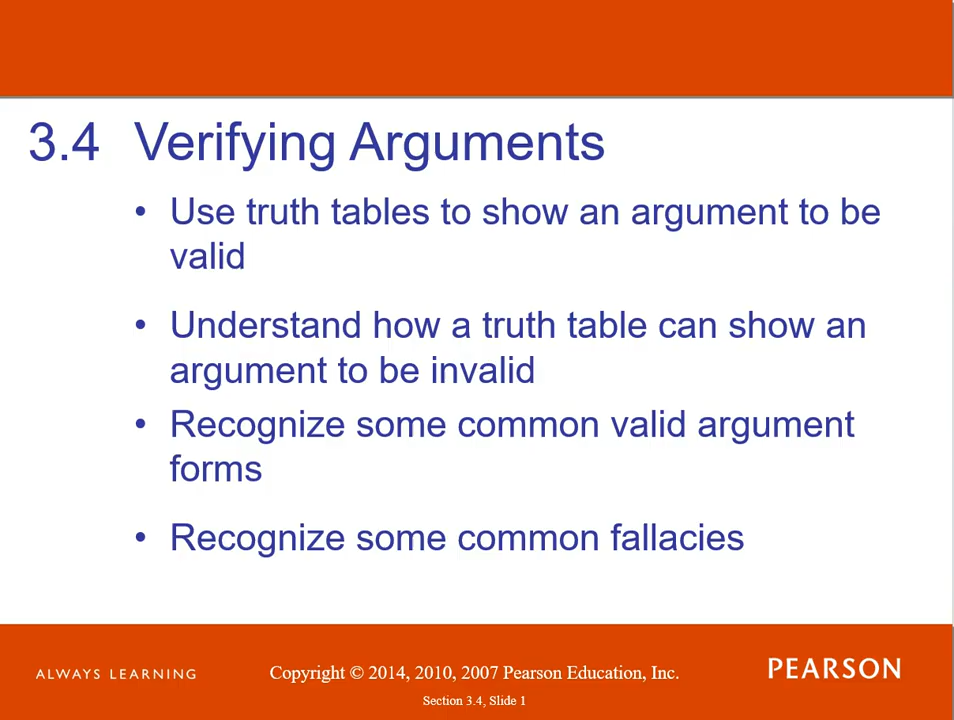 3.4 Verifying Arguments
• Use truth tables to show an argument to be
valid
• Understand how a truth table can show an
argument to be invalid
• Recognize some common valid argument
forms
• Recognize some common fallacies
ALWAYS LEARNING
Copyright © 2014, 2010, 2007 Pearson Education, Inc.
PEARSON
Section 3.4, Slide 1